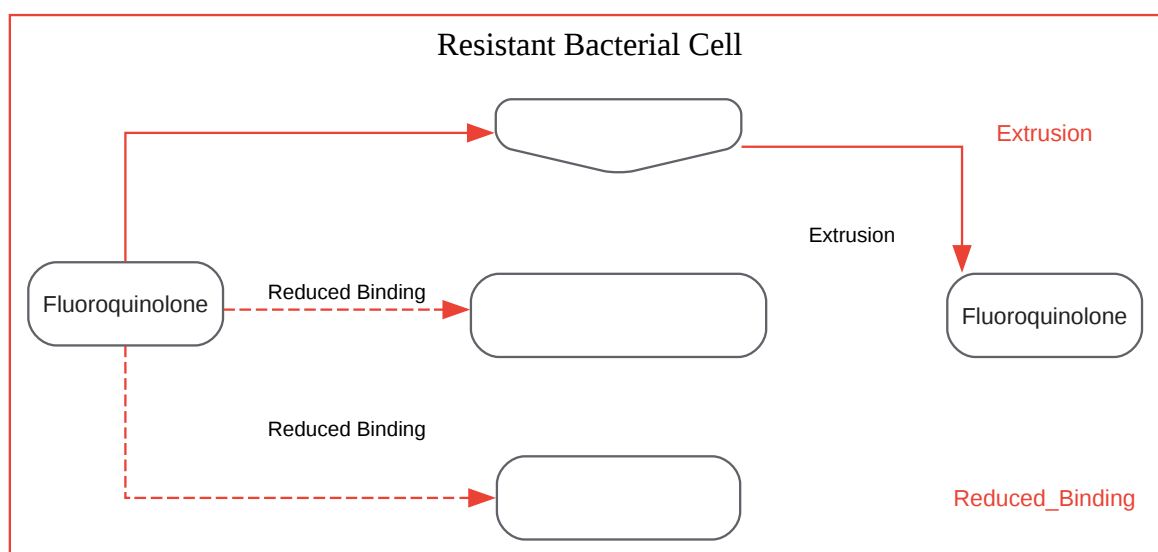 Resistant Bacterial Cell
Extrusion
Extrusion
Reduced Binding
Fluoroquinolone
Fluoroquinolone
Reduced Binding
Reduced_Binding